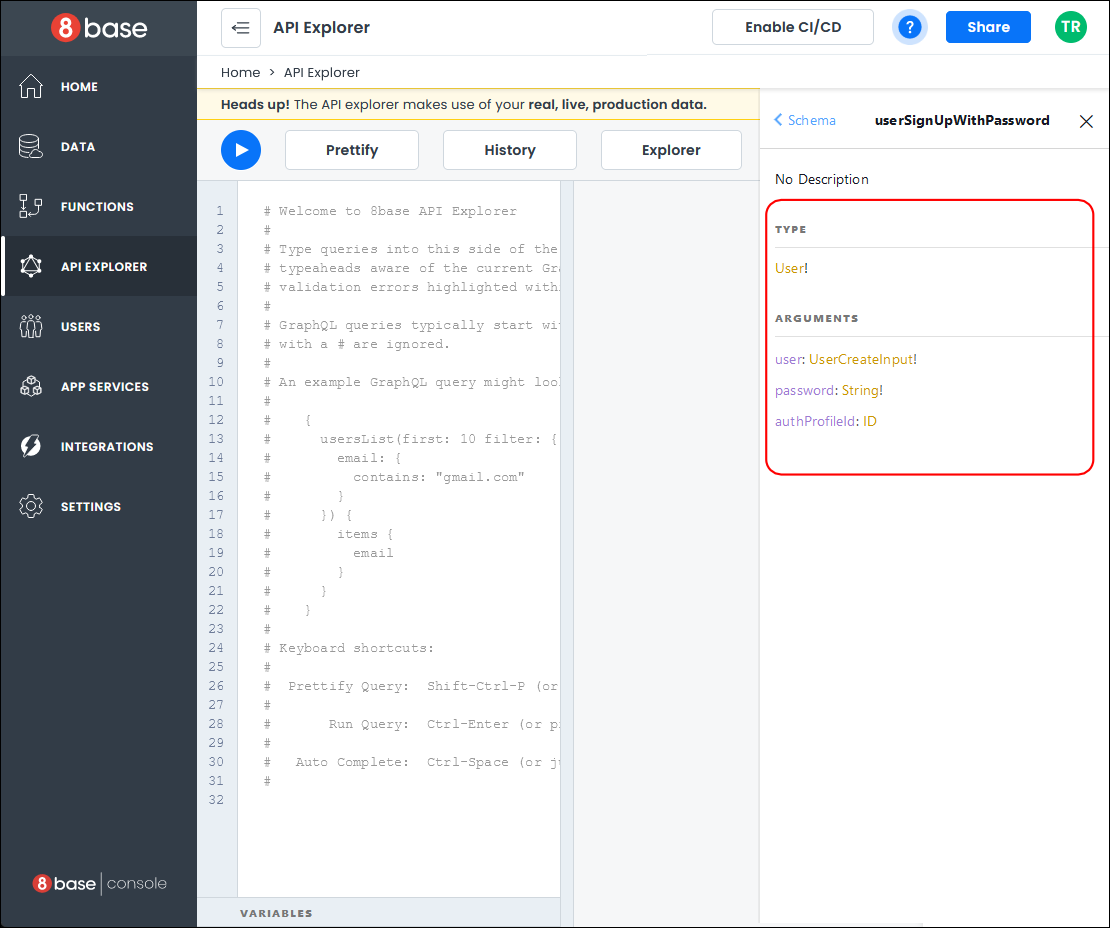 8base
API Explorer
Enable CI/CD
?
Share
TR
Home > API Explorer
Heads up! The API explorer makes use of your real, live, production data.
HOME
DATA
FUNCTIONS
API EXPLORER
USERS
APP SERVICES
INTEGRATIONS
SETTINGS
8base console
Prettify
History
Explorer
1 # Welcome to 8base API Explorer
2 #
3 # Type queries into this side of the
4 # typeaheads aware of the current Gra
5 # validation errors highlighted with
6 #
7 # GraphQL queries typically start wi
8 # with a # are ignored.
9 #
10 # An example GraphQL query might loo
11 #
12 # {
13 # usersList(first: 10 filter: {
14 # email: {
15 # contains: "gmail.com"
16 # }
17 # }) {
18 # items {
19 # email
20 # }
21 # }
22 # }
23 #
24 # Keyboard shortcuts:
25 #
26 # Prettify Query: Shift-Ctrl-P (or
27 #
28 # Run Query: Ctrl-Enter (or p
29 #
30 # Auto Complete: Ctrl-Space (or j
31 #
32
VARIABLES
Schema
userSignUpWithPassword
No Description
TYPE
User!
ARGUMENTS
user: UserCreateInput!
password: String!
authProfileId: ID